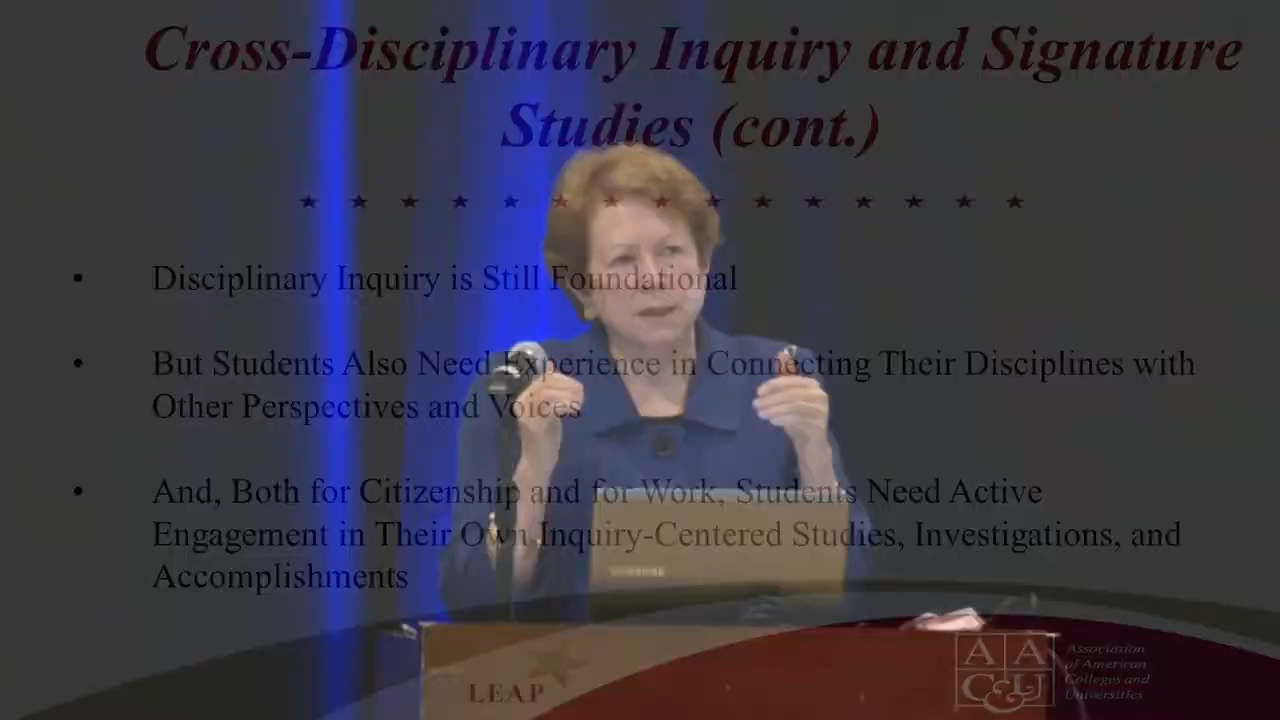 Cross-Disciplinary Inquiry and Signature
Studies (cont.)
• Disciplinary Inquiry is Still Foundational
• But Students Also Need Experience in Connecting Their Disciplines with
Other Perspectives and Voices
• And, Both for Citizenship and for Work, Students Need Active
Engagement in Their Own Inquiry-Centered Studies, Investigations, and
Accomplishments
SAMSUNG
LEAP
AAC&U
Association
of American
Colleges and
Universities